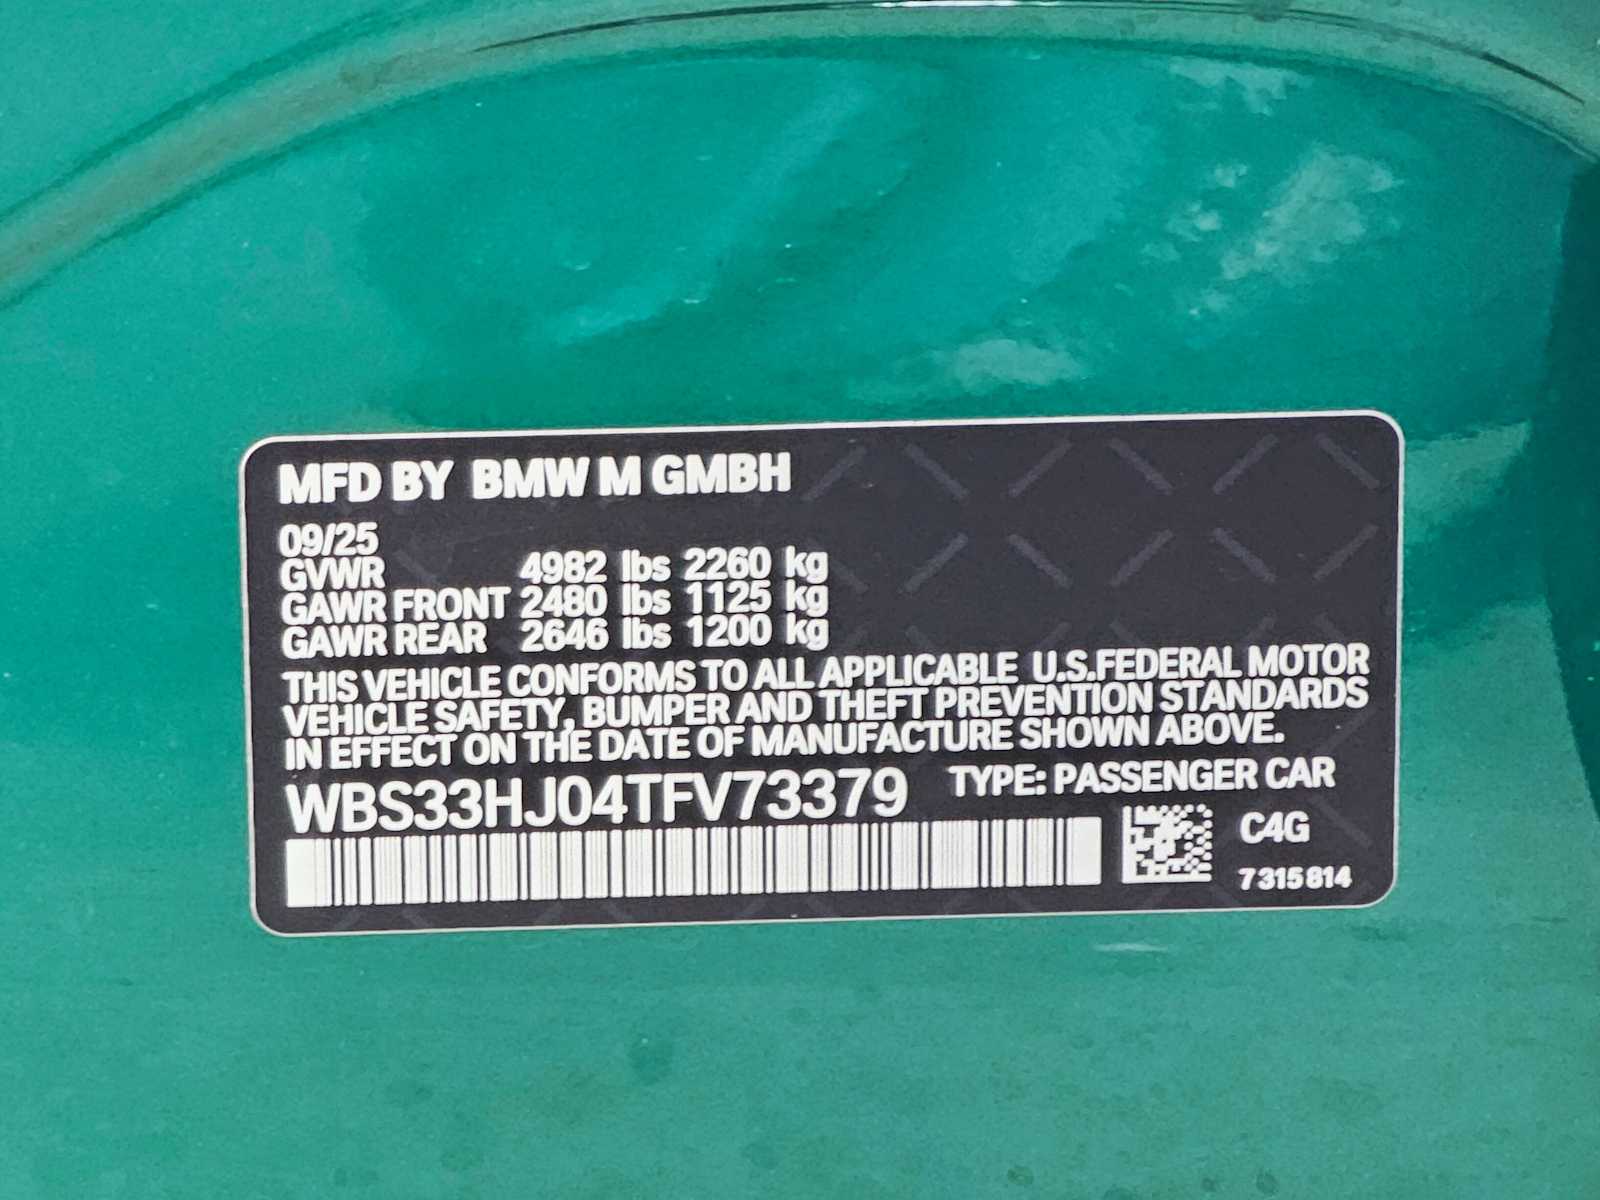 MFD BY BMW M GMBH
09/25
GVWR 4982 lbs 2260 kg
GAWR FRONT 2480 lbs 1125 kg
GAWR REAR 2646 lbs 1200 kg
THIS VEHICLE CONFORMS TO ALL APPLICABLE U.S.FEDERAL MOTOR
VEHICLE SAFETY, BUMPER AND THEFT PREVENTION STANDARDS
IN EFFECT ON THE DATE OF MANUFACTURE SHOWN ABOVE.
WBS33HJ04TFV73379 TYPE: PASSENGER CAR
C4G
7315814